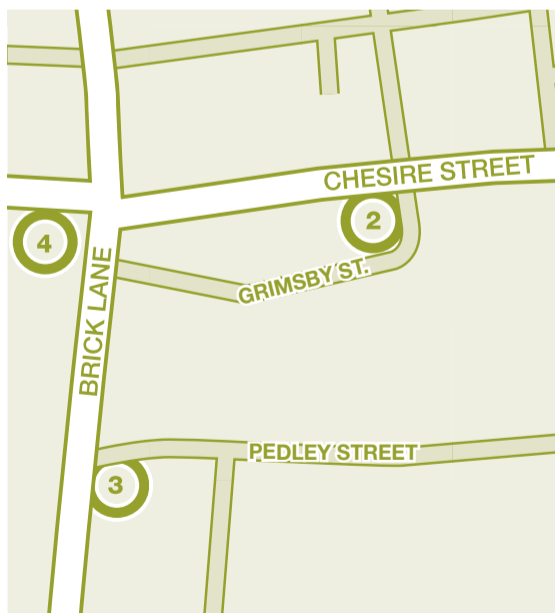 CHESIRE STREET
2
4
GRIMSBY ST.
BRICK LANE
PEDLEY STREET
3